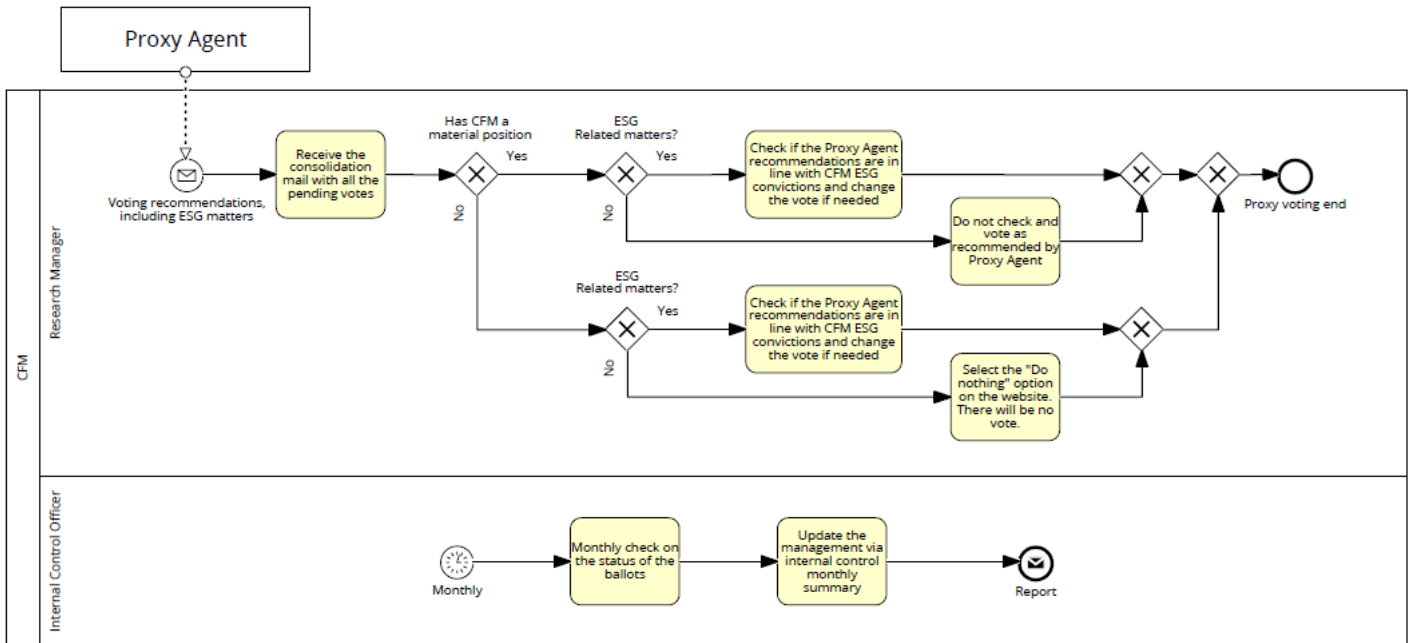 Proxy Agent
CFM
Research Manager
Voting recommendations,
including ESG matters
Receive the
consolidation
mail with all the
pending votes
Has CFM a
material position
Yes
No
ESG
Related matters?
Yes
No
Check if the Proxy Agent
recommendations are in
line with CFM ESG
convictions and change
the vote if needed
Do not check and
vote as
recommended by
Proxy Agent
Proxy voting end
ESG
Related matters?
Yes
No
Check if the Proxy Agent
recommendations are in
line with CFM ESG
convictions and change
the vote if needed
Select the "Do
nothing" option
on the website.
There will be no
vote.
Internal Control Officer
Monthly
Monthly check on
the status of the
ballots
Update the
management via
internal control
monthly
summary
Report